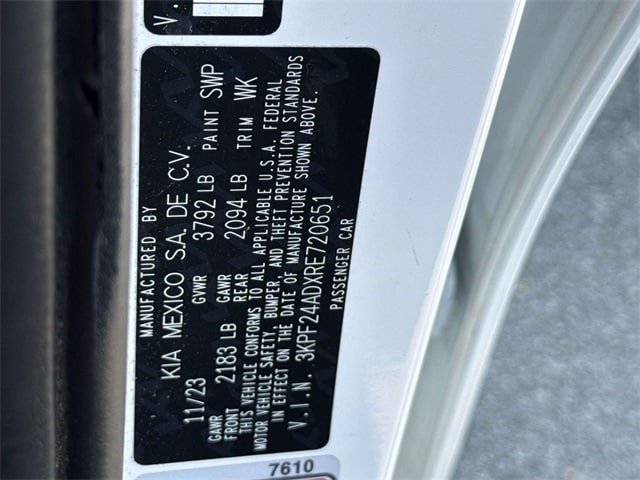 V.
MANUFACTURED BY
KIA MEXICO S.A. DE C.V.
11/23 GVWR 3792 LB PAINT SWP
GAWR FRONT 2183 LB GAWR REAR 2094 LB TRIM WK
THIS VEHICLE CONFORMS TO ALL APPLICABLE U.S.A. FEDERAL
MOTOR VEHICLE SAFETY, BUMPER, AND THEFT PREVENTION STANDARDS
IN EFFECT ON THE DATE OF MANUFACTURE SHOWN ABOVE.
V.I.N. 3KPF24ADXRE720651
PASSENGER CAR
7610